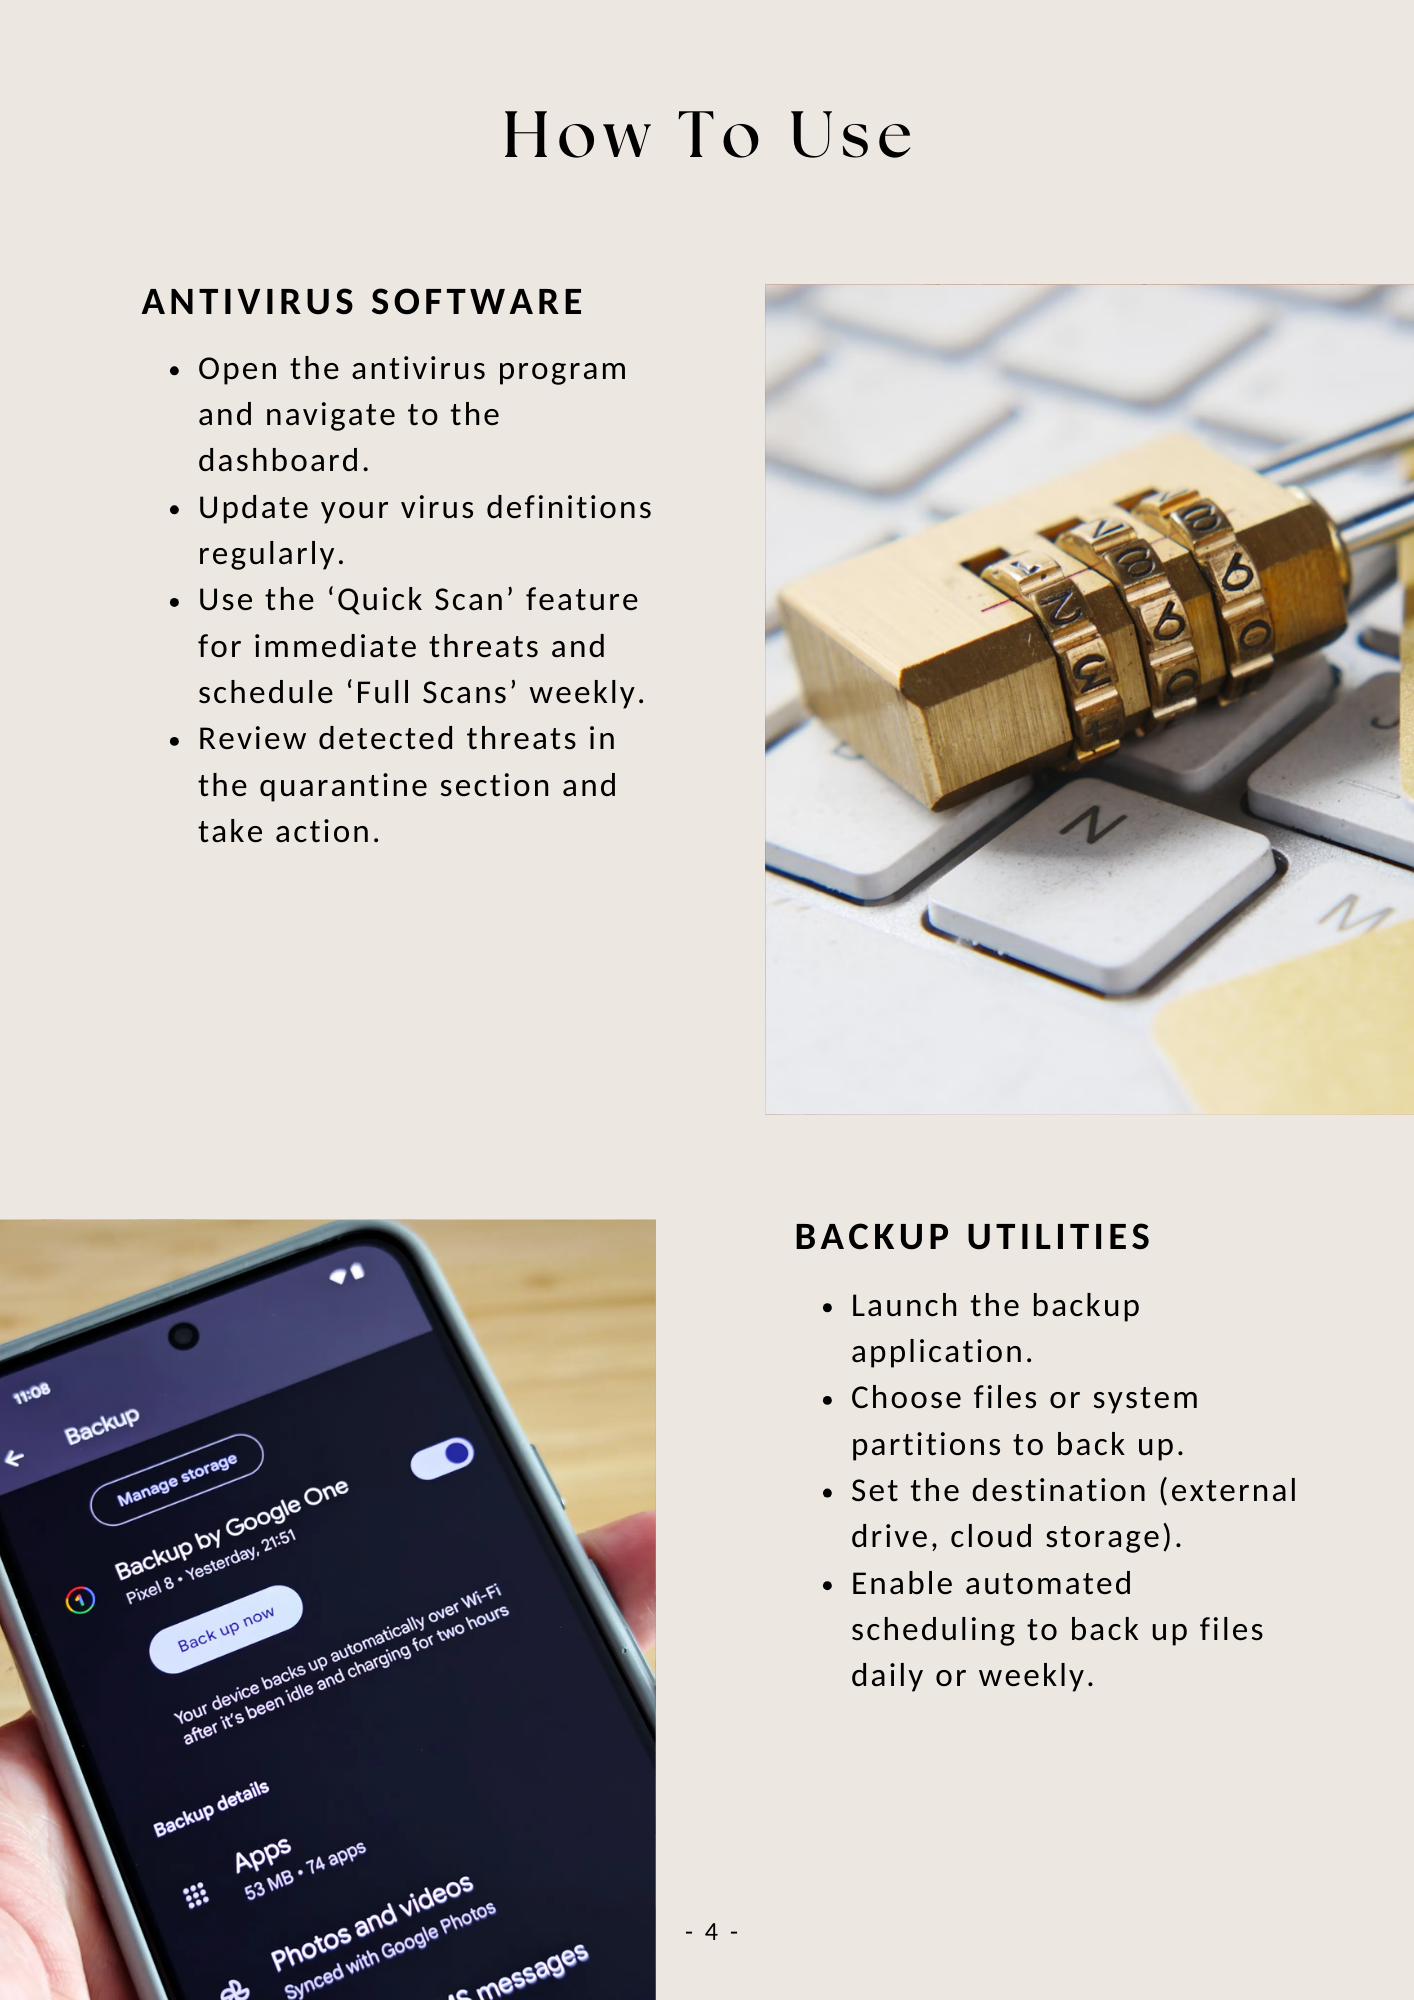 How To Use
ANTIVIRUS SOFTWARE
• Open the antivirus program
and navigate to the
dashboard.
• Update your virus definitions
regularly.
• Use the ‘Quick Scan’ feature
for immediate threats and
schedule ‘Full Scans’ weekly.
• Review detected threats in
the quarantine section and
take action.
N
M
BACKUP UTILITIES
• Launch the backup
application.
• Choose files or system
partitions to back up.
• Set the destination (external
drive, cloud storage).
• Enable automated
scheduling to back up files
daily or weekly.
11:08
Backup
Manage storage
Backup by Google One
Pixel 8 • Yesterday, 21:51
Back up now
Your device backs up automatically over Wi-Fi
after it’s been idle and charging for two hours
Backup details
Apps
53 MB • 74 apps
Photos and videos
Synced with Google Photos
messages
- 4 -